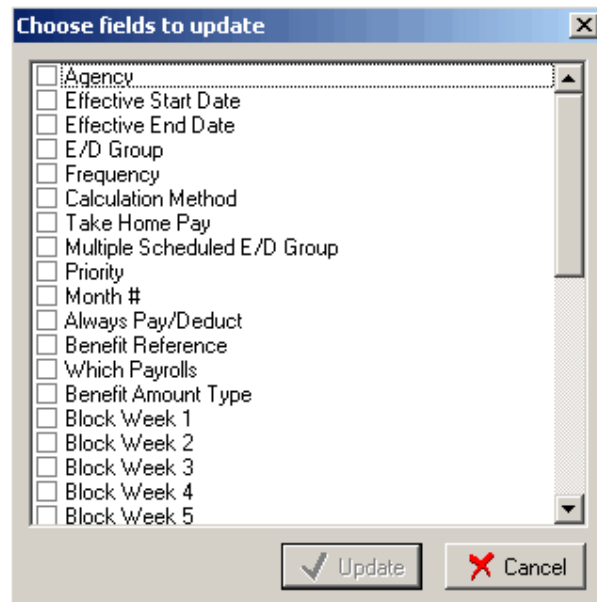 Choose fields to update
Agency
Effective Start Date
Effective End Date
E/D Group
Frequency
Calculation Method
Take Home Pay
Multiple Scheduled E/D Group
Priority
Month #
Always Pay/Deduct
Benefit Reference
Which Payrolls
Benefit Amount Type
Block Week 1
Block Week 2
Block Week 3
Block Week 4
Block Week 5
Update Cancel